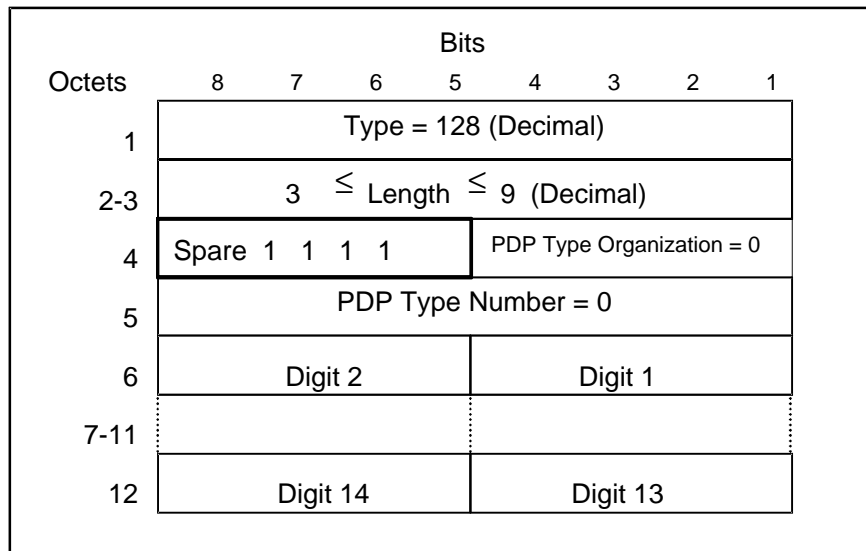 Bits
Octets 8 7 6 5 4 3 2 1
1 Type = 128 (Decimal)
2-3 3 ≤ Length ≤ 9 (Decimal)
4 Spare 1 1 1 1 PDP Type Organization = 0
5 PDP Type Number = 0
6 Digit 2 Digit 1
7-11
12 Digit 14 Digit 13